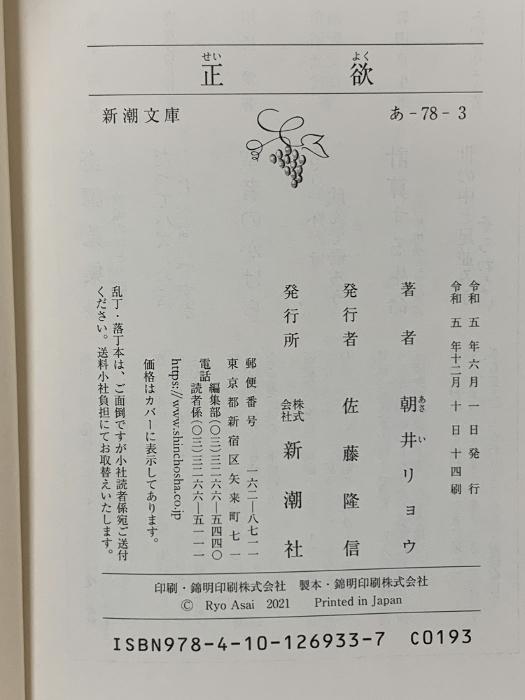 せい よく
正 欲
新潮文庫 あ-78-3
令和五年六月一日発行
令和五年十二月十日十四刷
著者 朝井リョウ
あさ い
発行者 佐藤隆信
発行所 株式会社 新潮社
郵便番号 一六二―八七一一
東京都新宿区矢来町七一
電話 編集部(〇三)三二六六―五四四〇
読者係(〇三)三二六六―五一一一
https://www.shinchosha.co.jp
価格はカバーに表示してあります。
乱丁・落丁本は、ご面倒ですが小社読者係宛ご送付
ください。送料小社負担にてお取替えいたします。
印刷・錦明印刷株式会社 製本・錦明印刷株式会社
© Ryo Asai 2021 Printed in Japan
ISBN978-4-10-126933-7 C0193